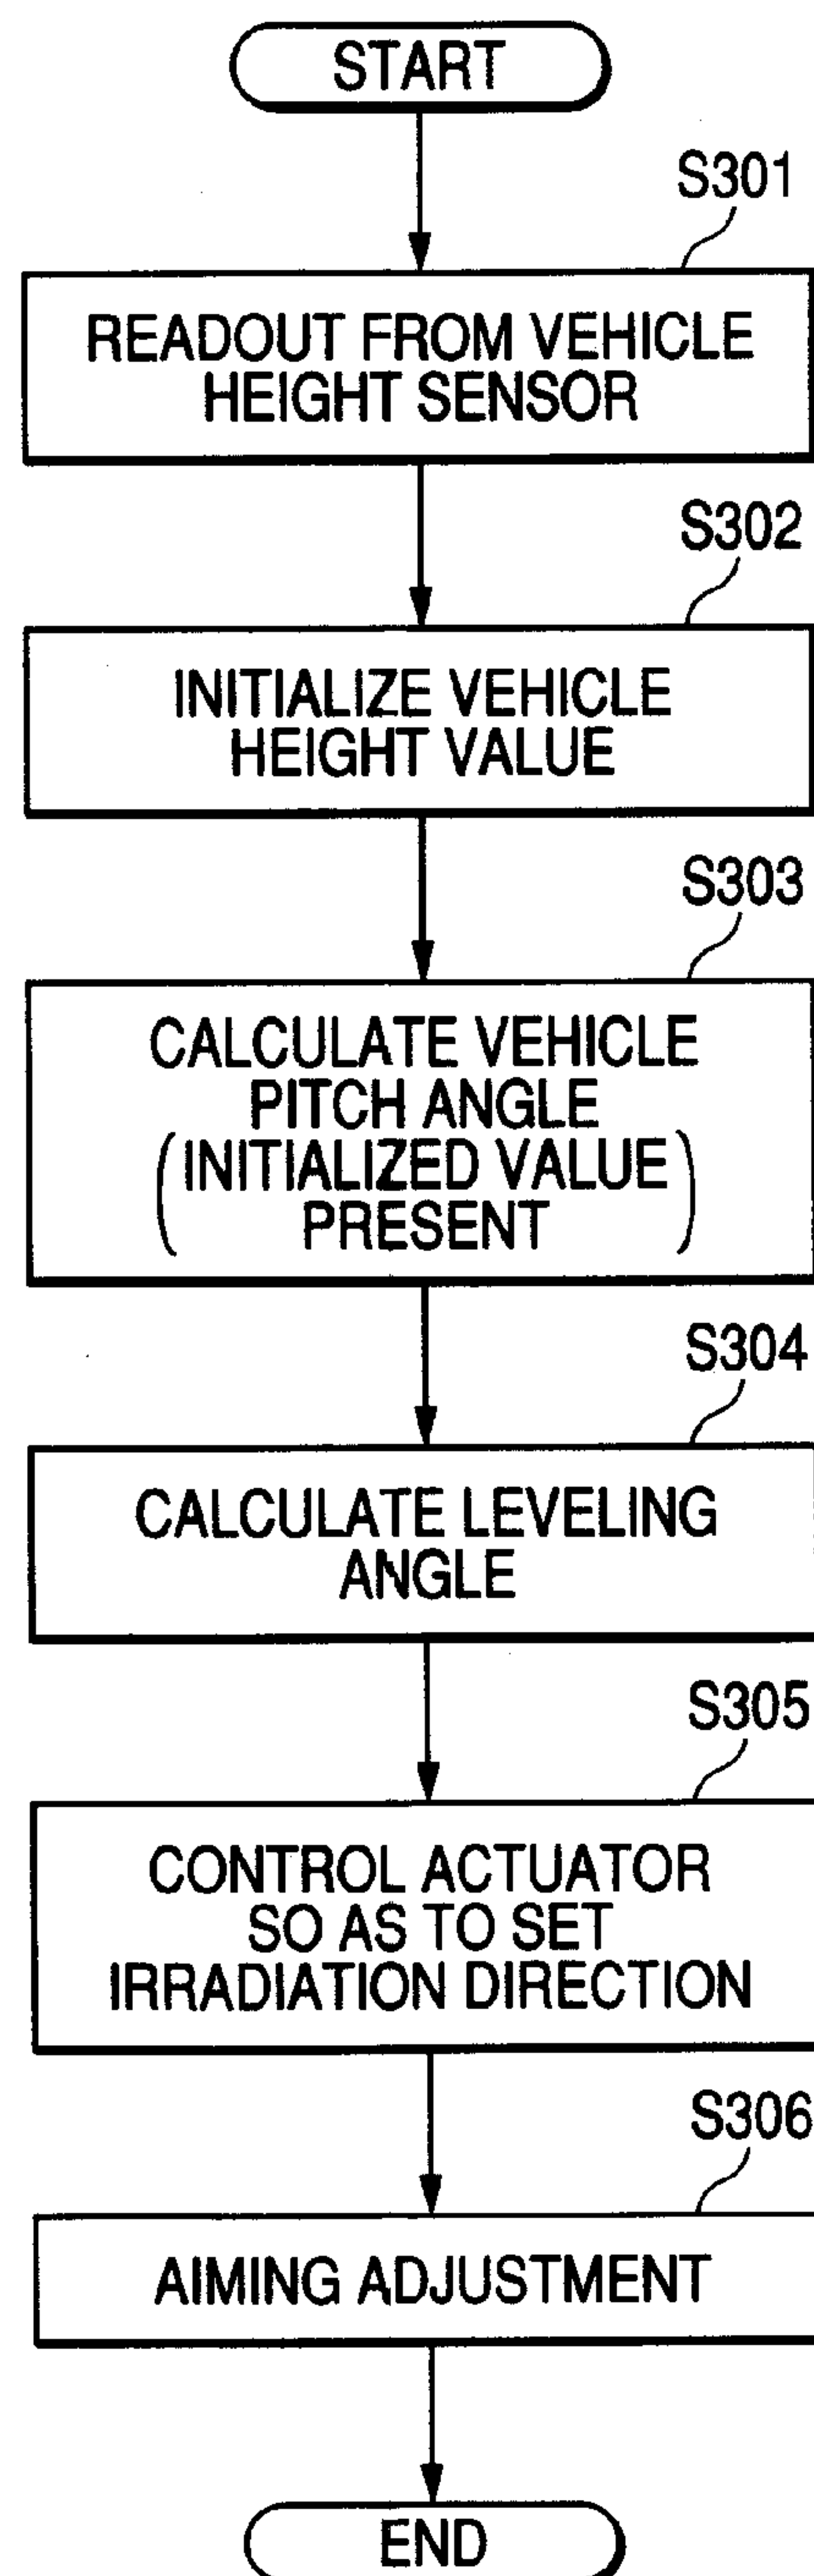 START
S301
READOUT FROM VEHICLE
HEIGHT SENSOR
S302
INITIALIZE VEHICLE
HEIGHT VALUE
S303
CALCULATE VEHICLE
PITCH ANGLE
(INITIALIZED VALUE
PRESENT)
S304
CALCULATE LEVELING
ANGLE
S305
CONTROL ACTUATOR
SO AS TO SET
IRRADIATION DIRECTION
S306
AIMING ADJUSTMENT
END